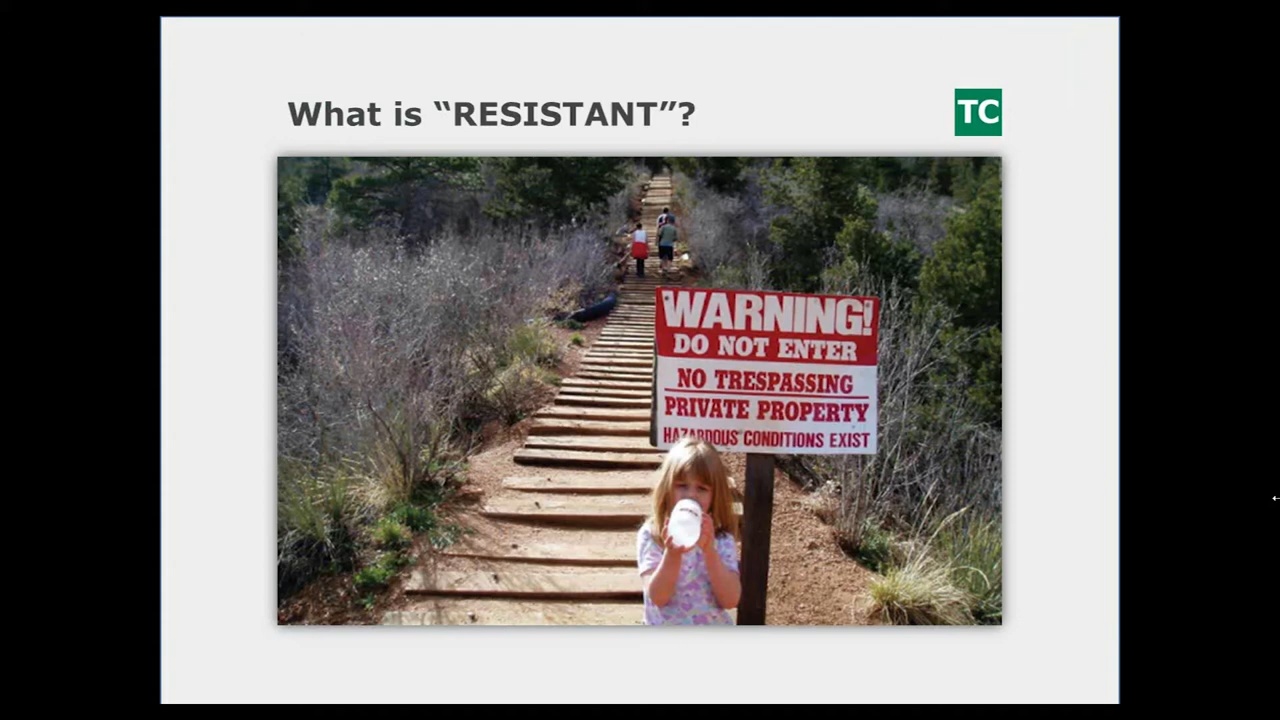 What is “RESISTANT”?
TC
WARNING!
DO NOT ENTER
NO TRESPASSING
PRIVATE PROPERTY
HAZARDOUS CONDITIONS EXIST